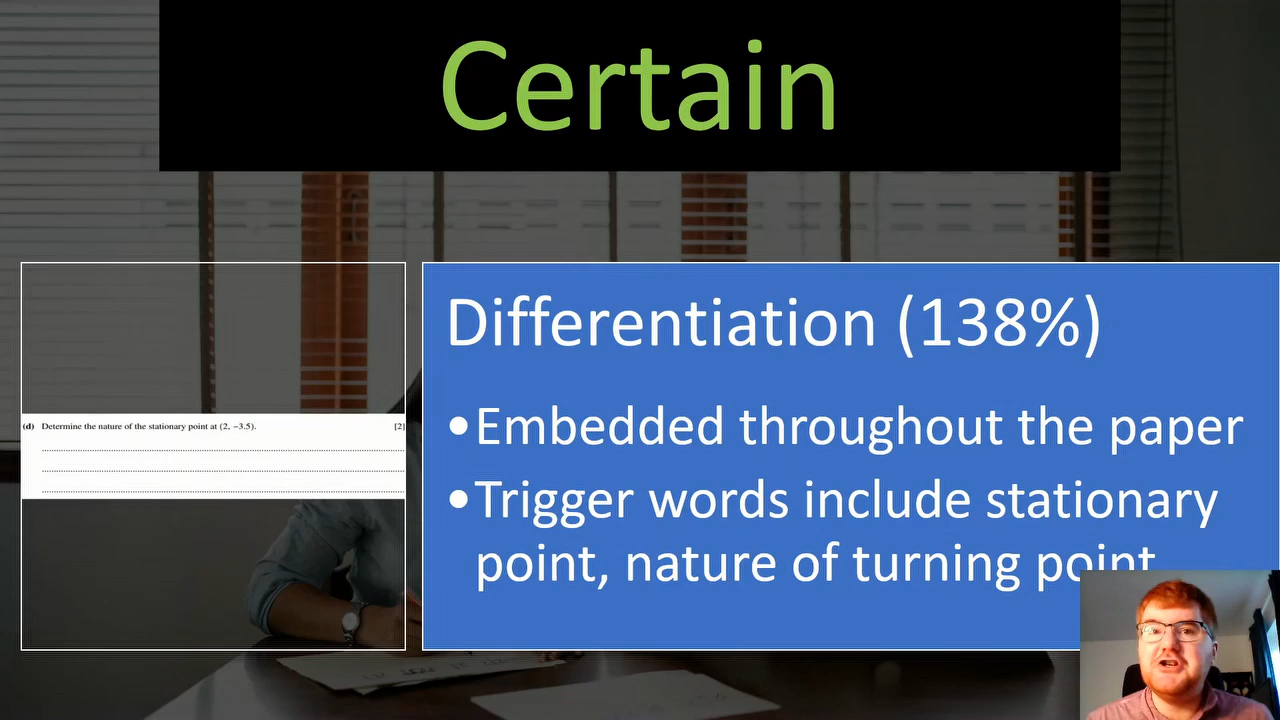 Certain
(d) Determine the nature of the stationary point at (2, −3.5). [2]
Differentiation (138%)
•Embedded throughout the paper
•Trigger words include stationary
point, nature of turning point